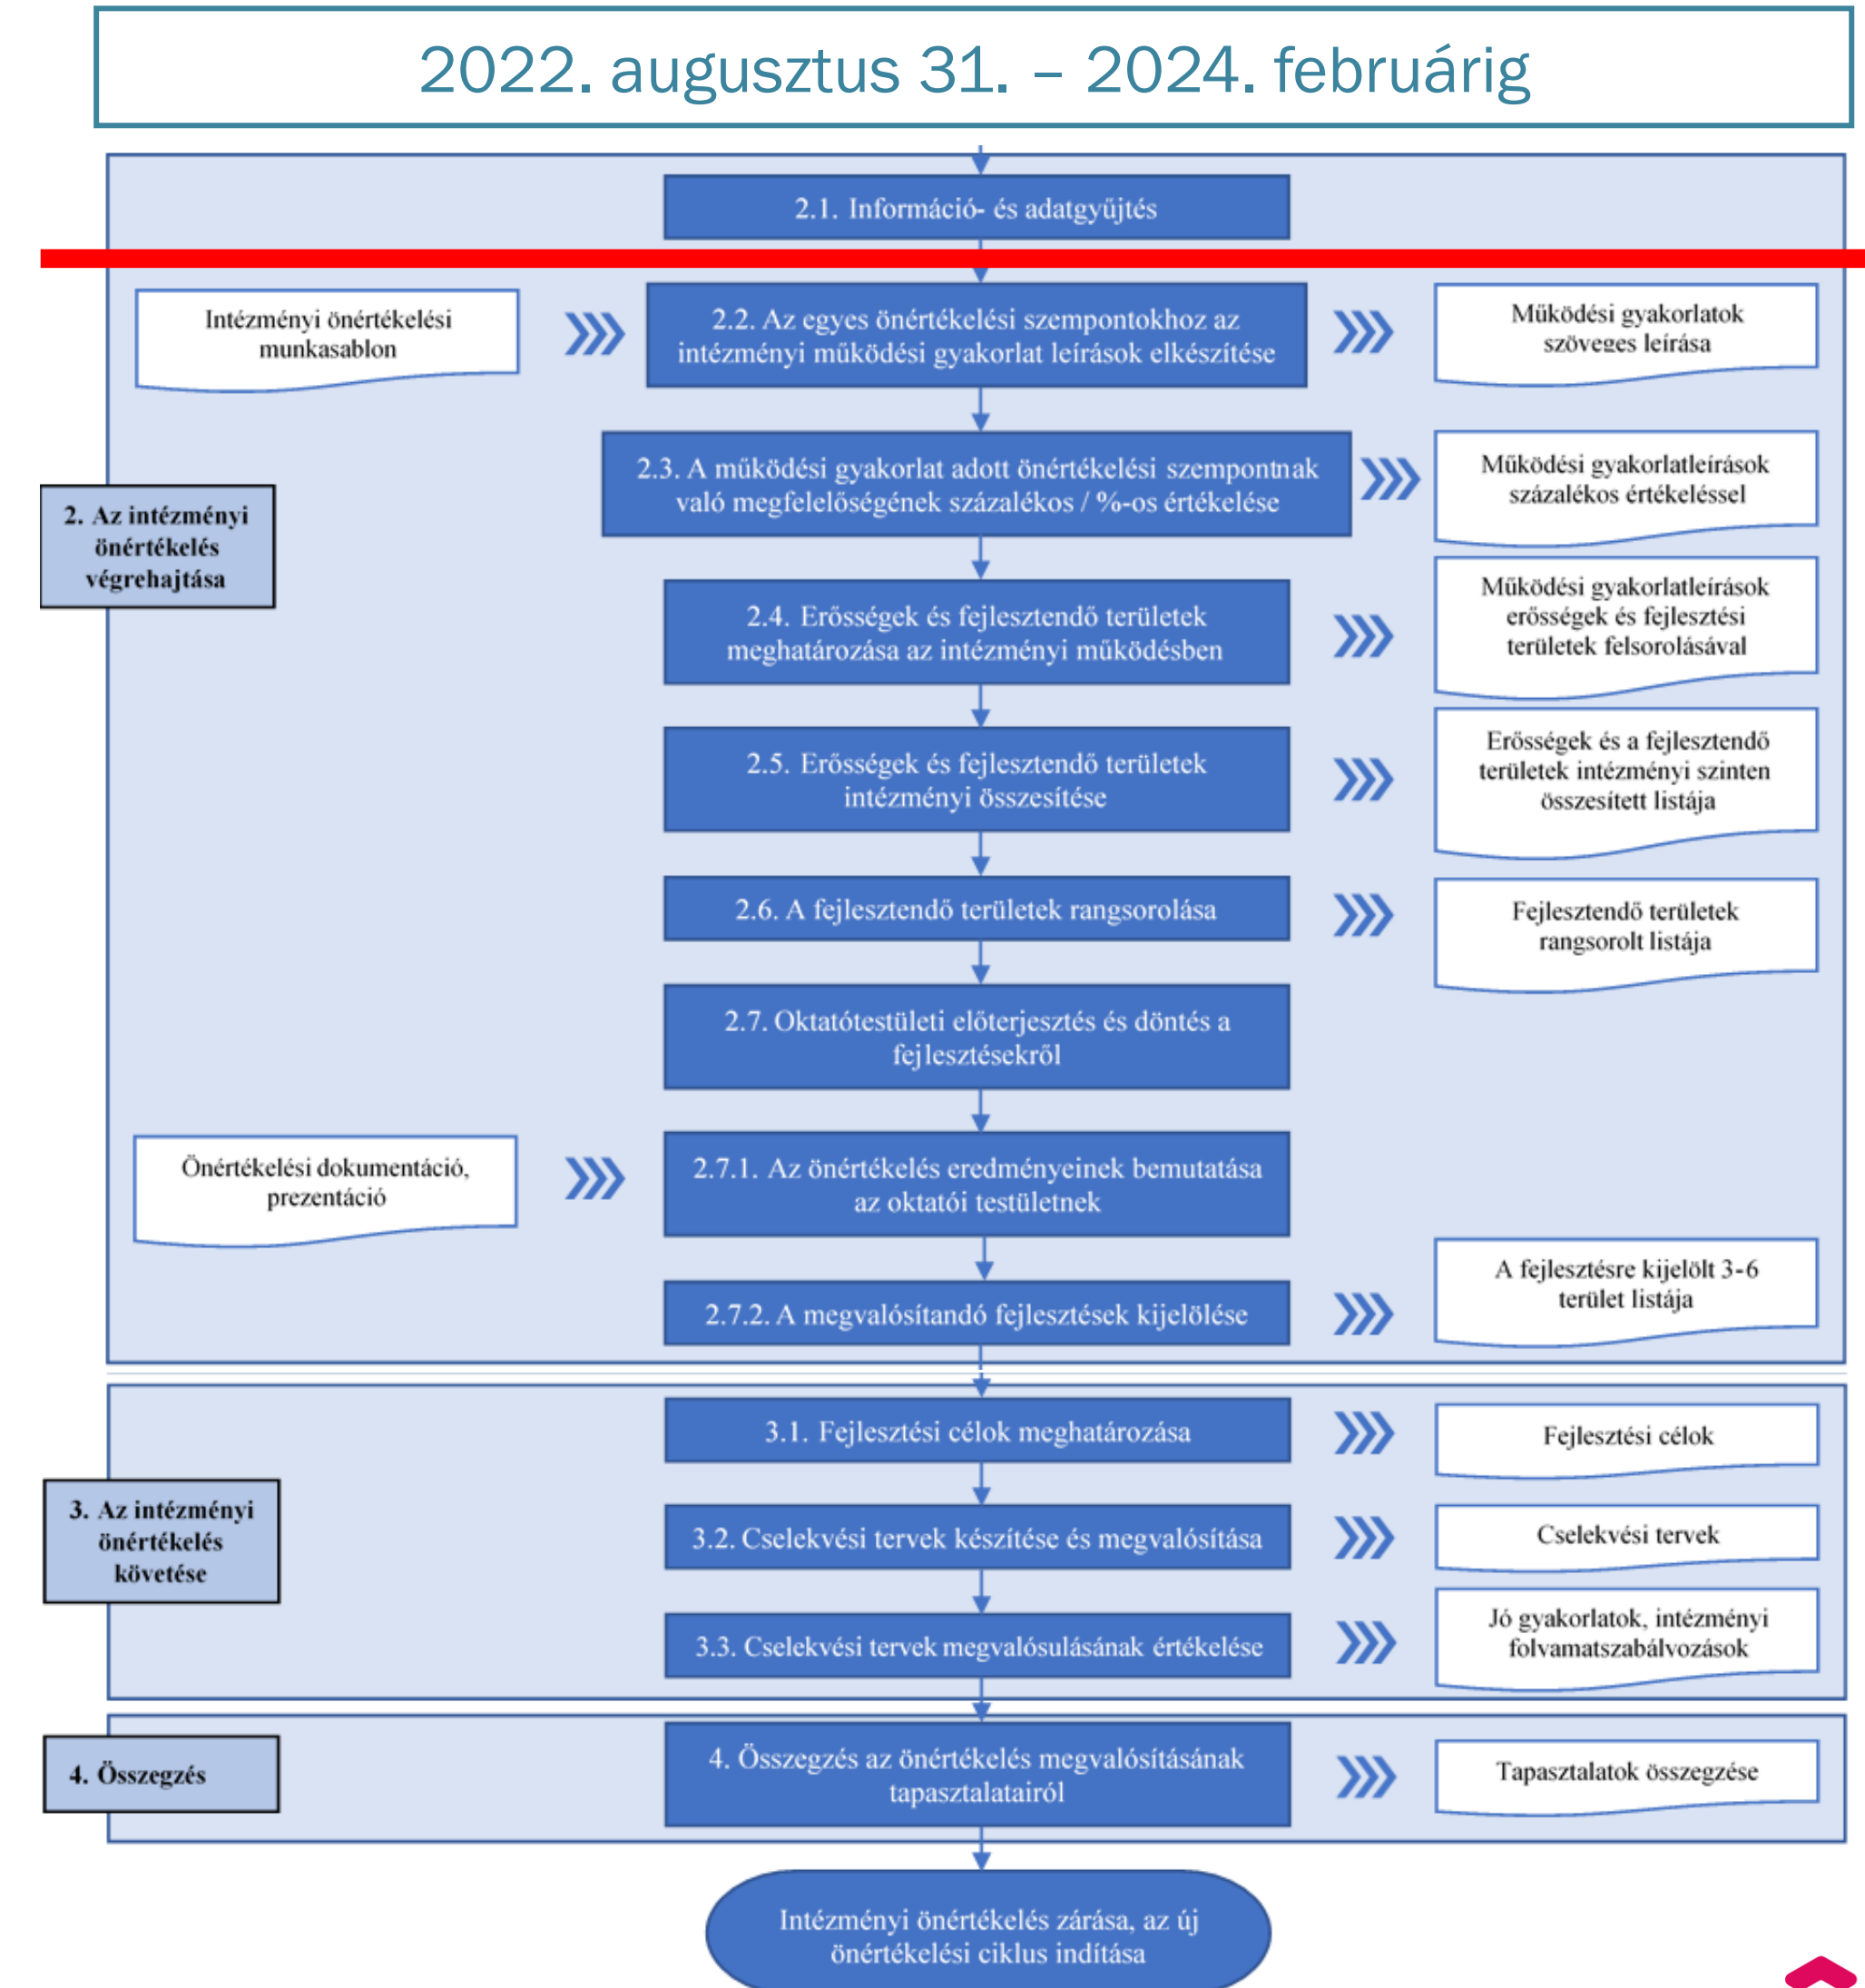 2022. augusztus 31. – 2024. februárig
2.1. Információ- és adatgyűjtés
Intézményi önértékelési
munkasablon
2.2. Az egyes önértékelési szempontokhoz az
intézményi működési gyakorlat leírások elkészítése
Működési gyakorlatok
szöveges leírása
2.3. A működési gyakorlat adott önértékelési szempontnak
való megfelelőségének százalékos / %-os értékelése
Működési gyakorlatleírások
százalékos értékeléssel
2. Az intézményi
önértékelés
végrehajtása
2.4. Erősségek és fejlesztendő területek
meghatározása az intézményi működésben
Működési gyakorlatleírások
erősségek és fejlesztési
területek felsorolásával
2.5. Erősségek és fejlesztendő területek
intézményi összesítése
Erősségek és a fejlesztendő
területek intézményi szinten
összesített listája
2.6. A fejlesztendő területek rangsorolása
Fejlesztendő területek
rangsorolt listája
2.7. Oktatótestületi előterjesztés és döntés a
fejlesztésekről
Önértékelési dokumentáció,
prezentáció
2.7.1. Az önértékelés eredményeinek bemutatása
az oktatói testületnek
2.7.2. A megvalósítandó fejlesztések kijelölése
A fejlesztésre kijelölt 3-6
terület listája
3.1. Fejlesztési célok meghatározása
Fejlesztési célok
3. Az intézményi
önértékelés
követése
3.2. Cselekvési tervek készítése és megvalósítása
Cselekvési tervek
3.3. Cselekvési tervek megvalósulásának értékelése
Jó gyakorlatok, intézményi
folyamatszabályozások
4. Összegzés
4. Összegzés az önértékelés megvalósításának
tapasztalatairól
Tapasztalatok összegzése
Intézményi önértékelés zárása, az új
önértékelési ciklus indítása